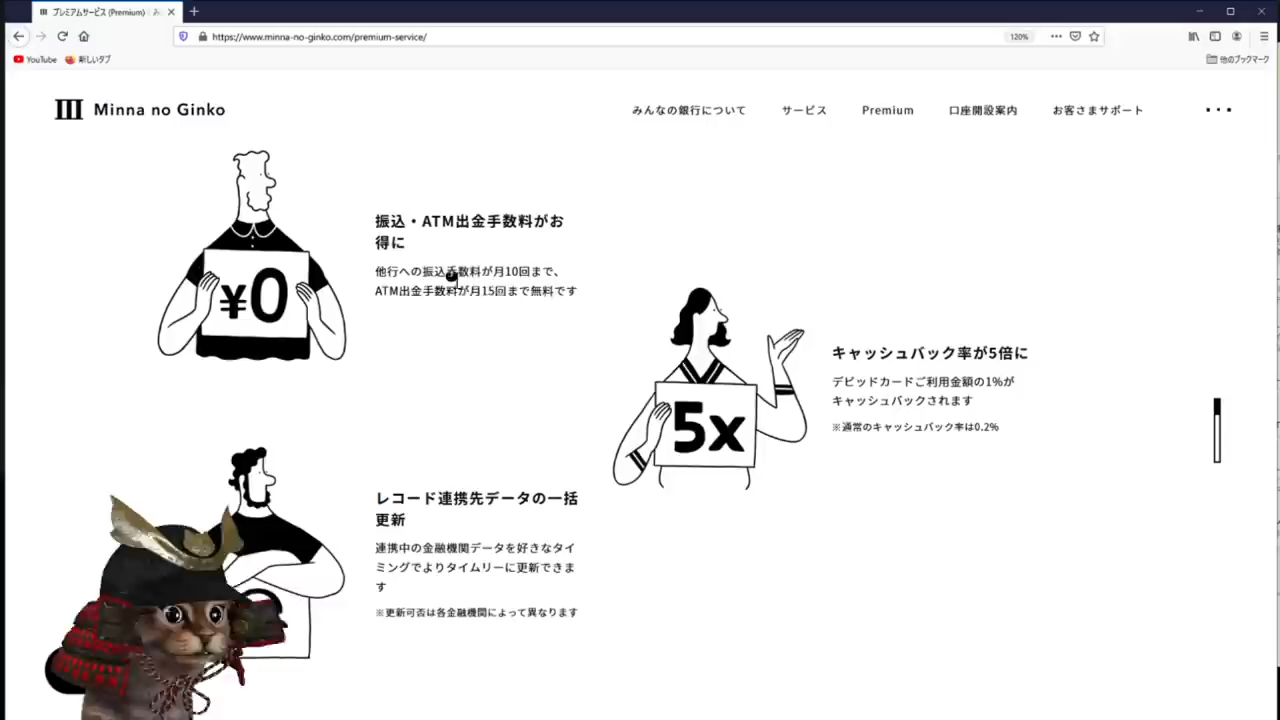 プレミアムサービス (Premium) | み
https://www.minna-no-ginko.com/premium-service/
120%
YouTube
新しいタブ
他のブックマーク
Minna no Ginko
みんなの銀行について
サービス
Premium
口座開設案内
お客さまサポート
¥0
振込・ATM出金手数料がお
得に
他行への振込手数料が月10回まで、
ATM出金手数料が月15回まで無料です
5x
キャッシュバック率が5倍に
デビットカードご利用金額の1%が
キャッシュバックされます
※通常のキャッシュバック率は0.2%
レコード連携先データの一括
更新
連携中の金融機関データを好きなタイ
ミングでよりタイムリーに更新できま
す
※更新可否は各金融機関によって異なります